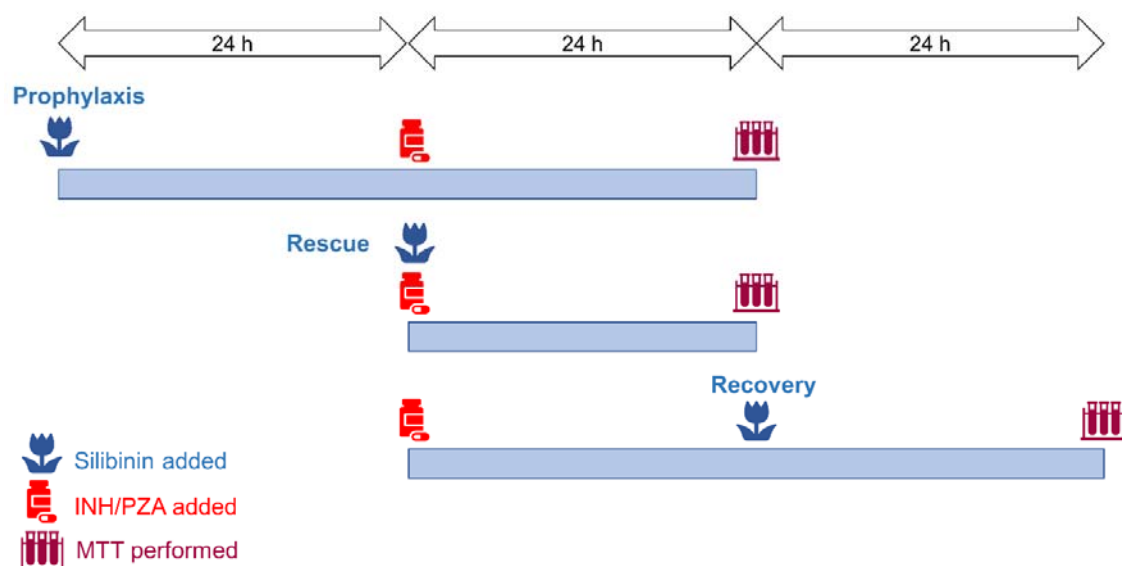 24 h
24 h
24 h
Prophylaxis
Rescue
Recovery
Silibinin added
INH/PZA added
MTT performed